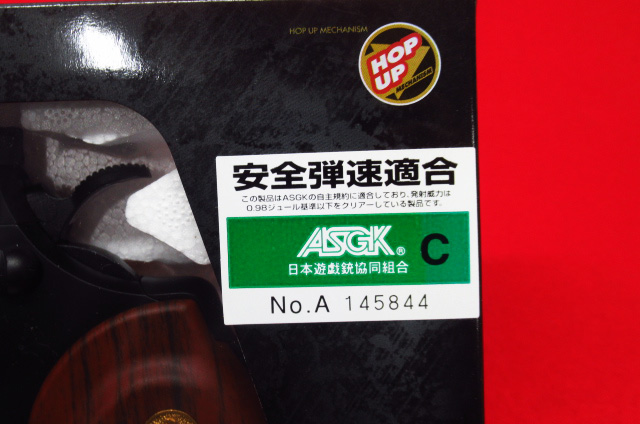 HOP UP MECHANISM
HOP
UP
MECHANISM
安全弾速適合
この製品はASGKの自主規約に適合しており、発射威力は
0.98ジュール基準以下をクリアーしている製品です。
ASGK® C
日本遊戯銃協同組合
No.A 145844